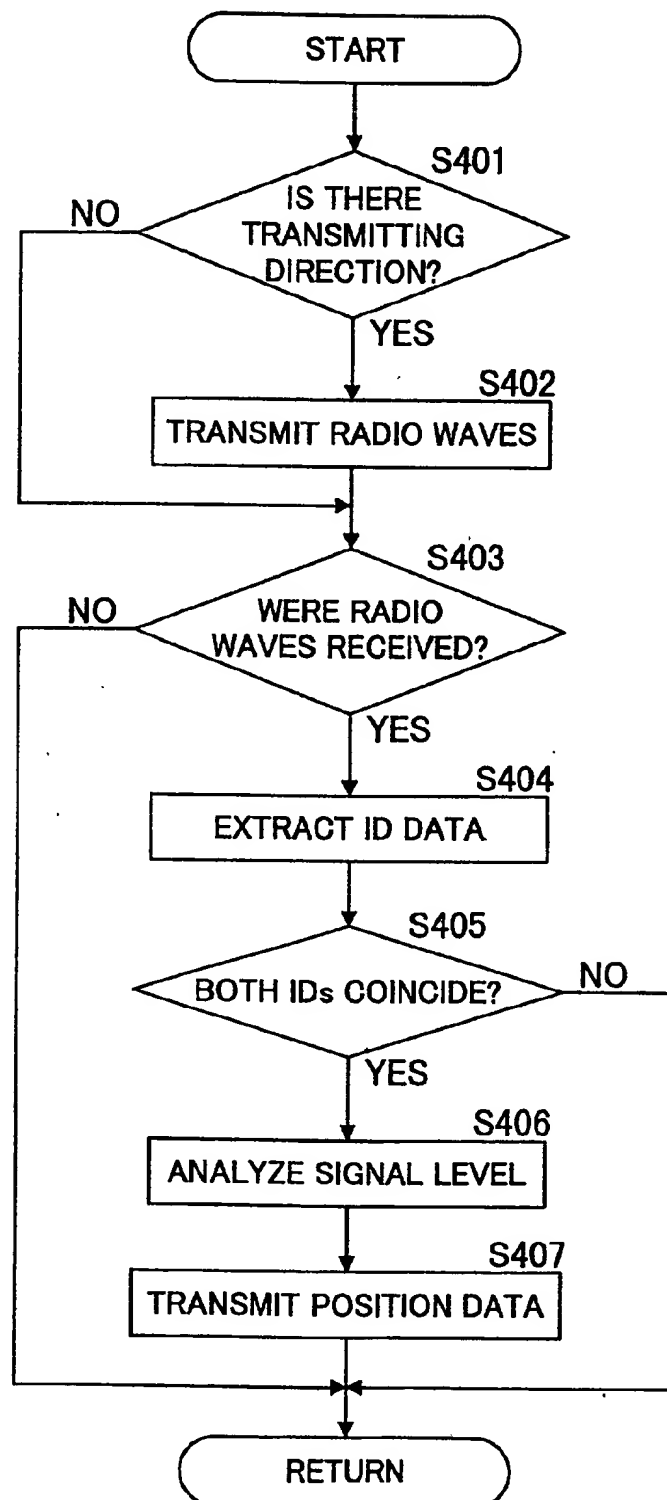 START
S401
IS THERE
TRANSMITTING
DIRECTION?
NO
YES
S402
TRANSMIT RADIO WAVES
S403
WERE RADIO
WAVES RECEIVED?
NO
YES
S404
EXTRACT ID DATA
S405
BOTH IDs COINCIDE?
NO
YES
S406
ANALYZE SIGNAL LEVEL
S407
TRANSMIT POSITION DATA
RETURN